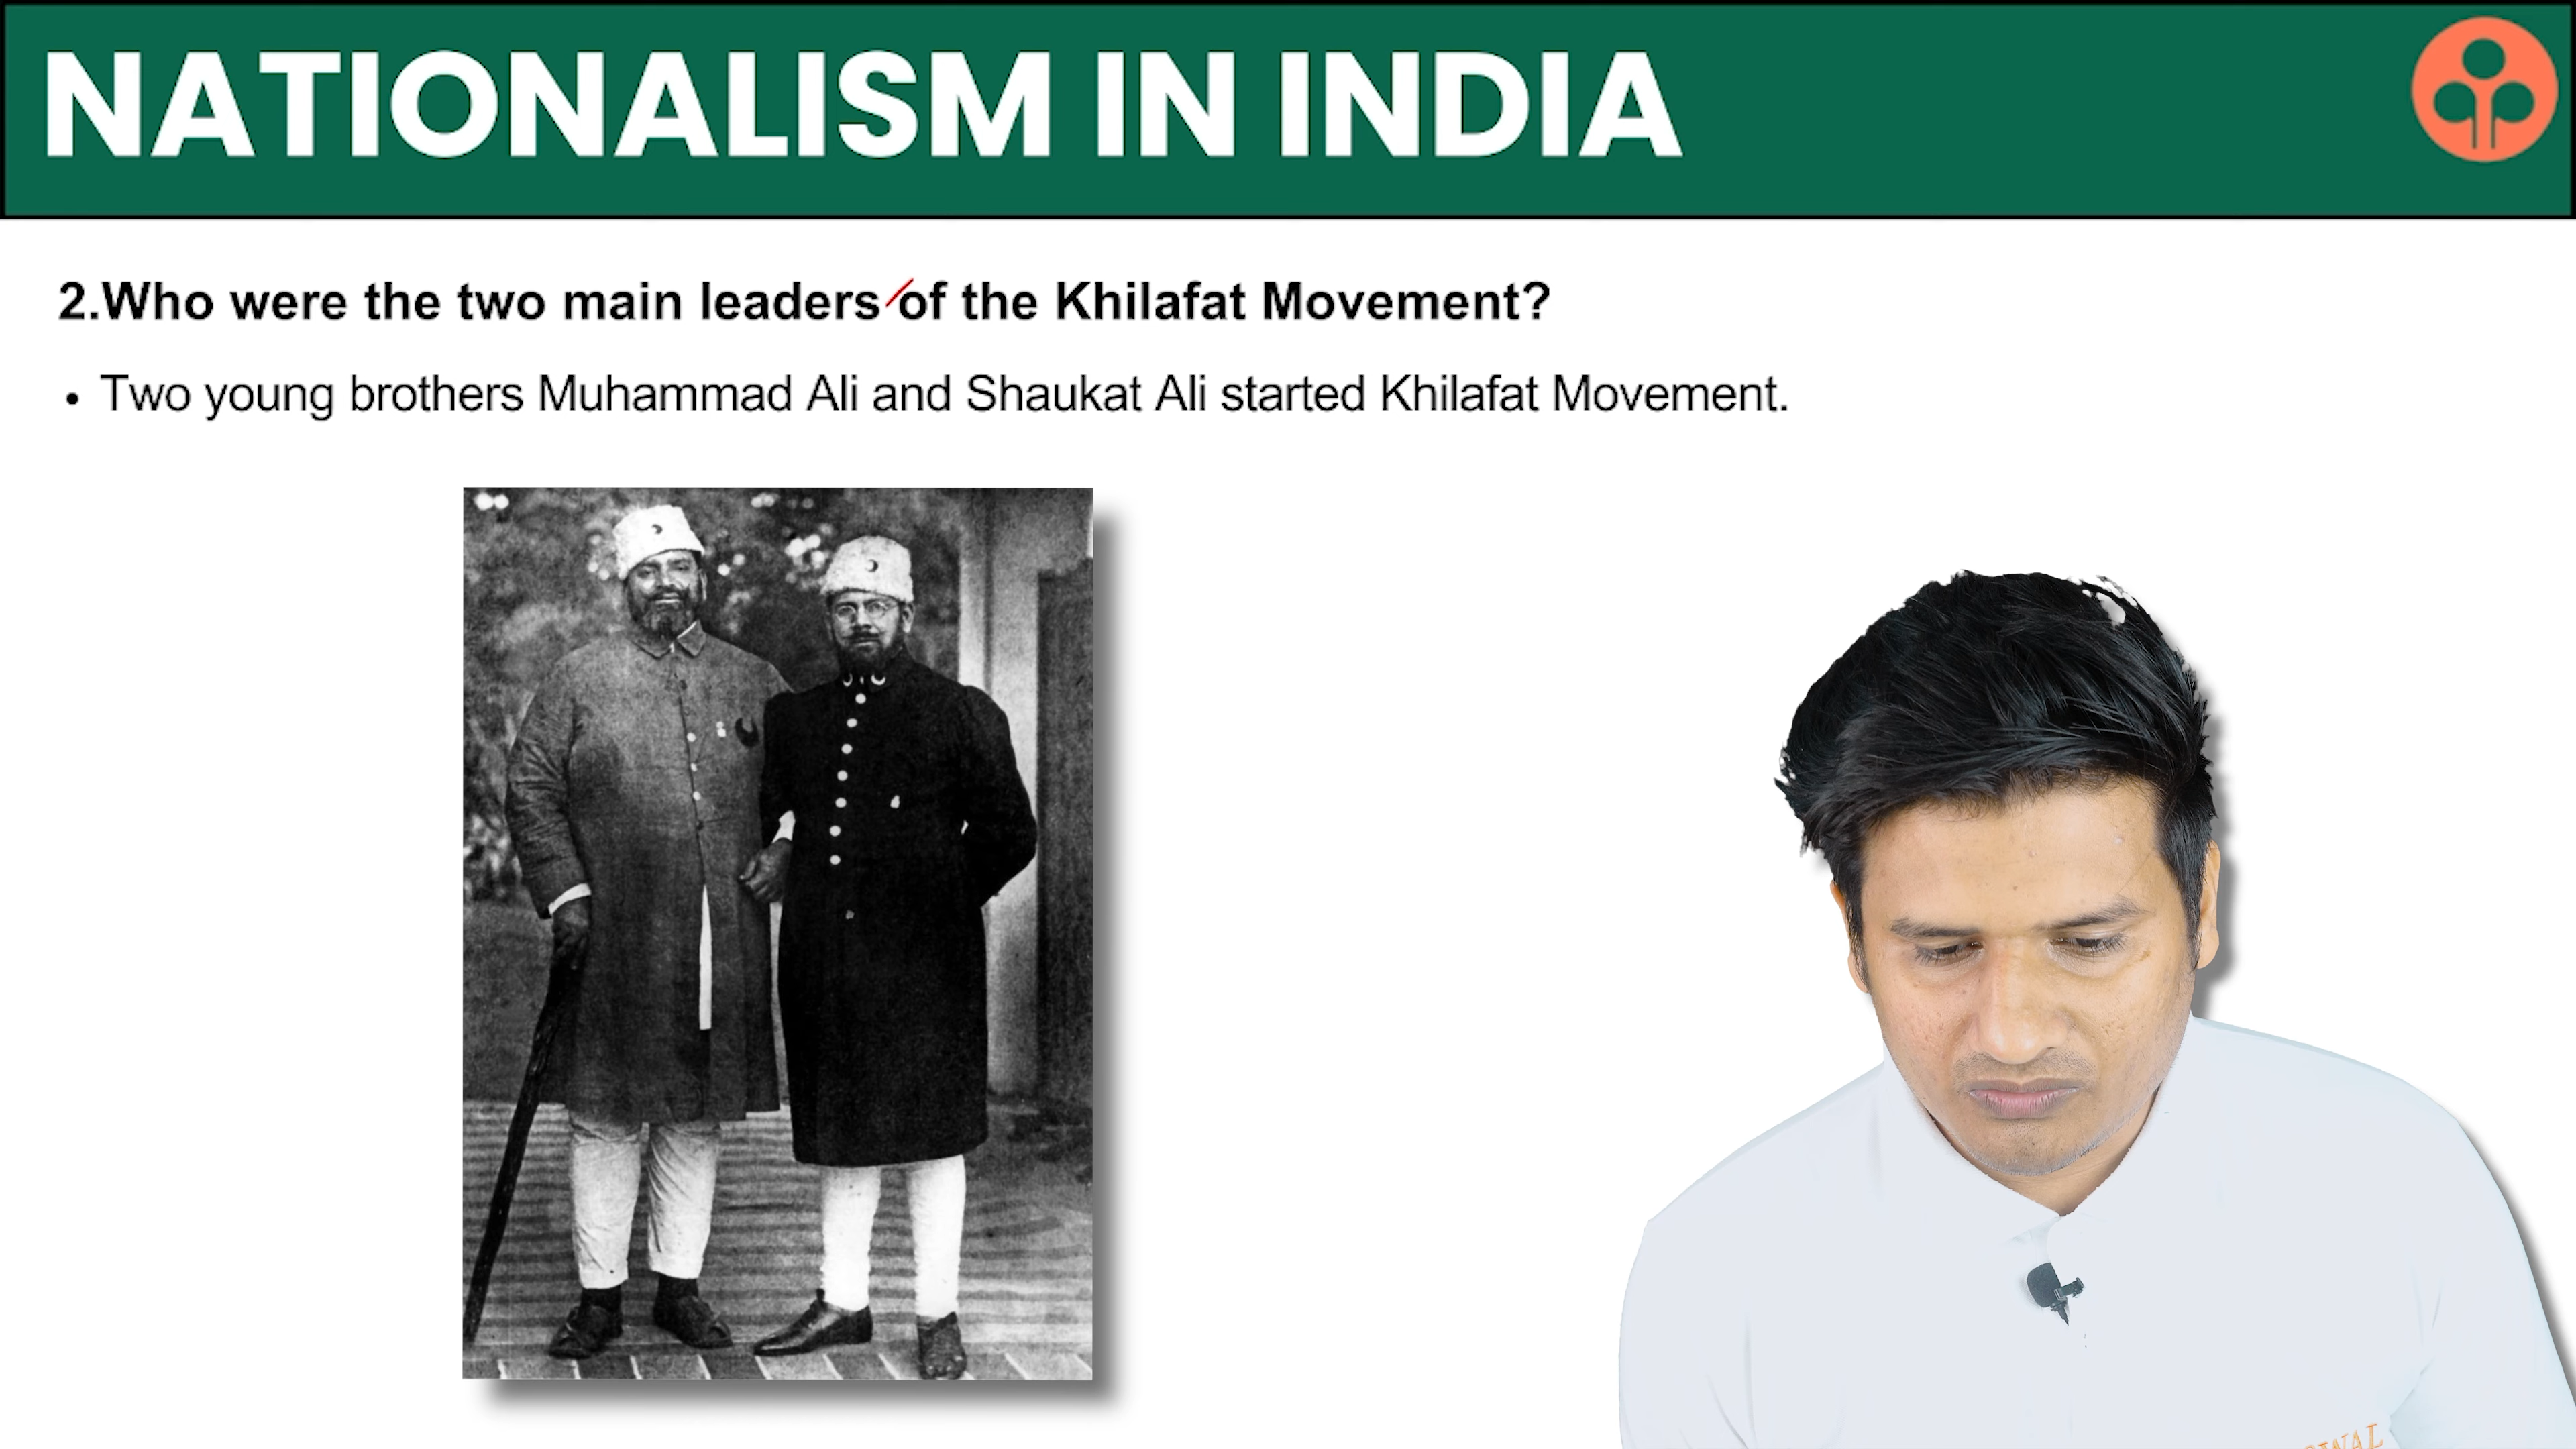 NATIONALISM IN INDIA
2.Who were the two main leaders of the Khilafat Movement?
• Two young brothers Muhammad Ali and Shaukat Ali started Khilafat Movement.